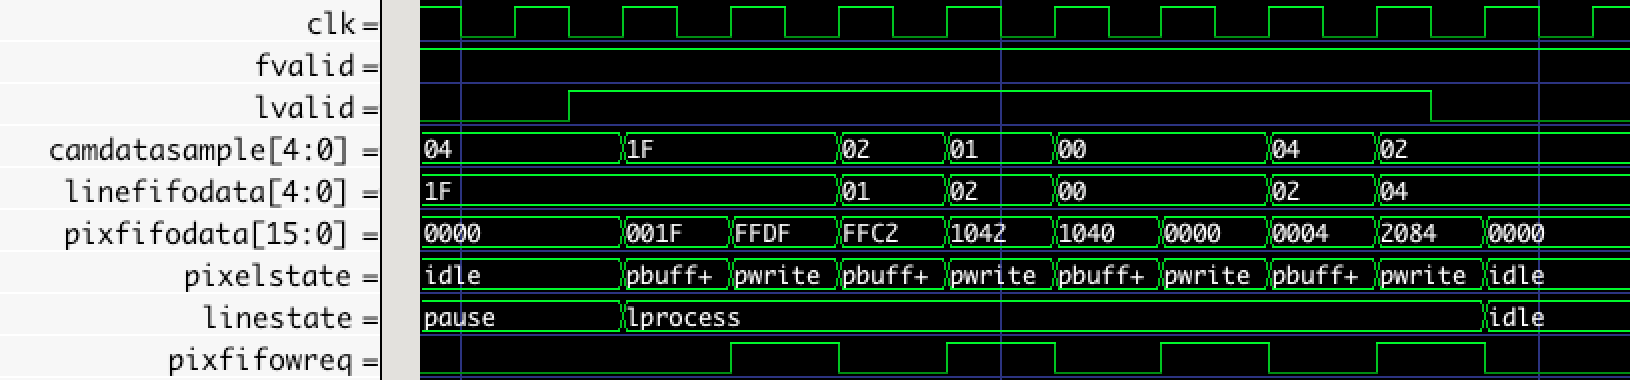 clk =
fvalid =
lvalid =
camdatasample[4:0] = 04 1F 02 01 00 04 02
linefifodata[4:0] = 1F 01 02 00 02 04
pixfifodata[15:0] = 0000 001F FFDF FFC2 1042 1040 0000 0004 2084 0000
pixelstate = idle pbuff+ pwrite pbuff+ pwrite pbuff+ pwrite pbuff+ pwrite idle
linestate = pause lprocess idle
pixfifowreq =